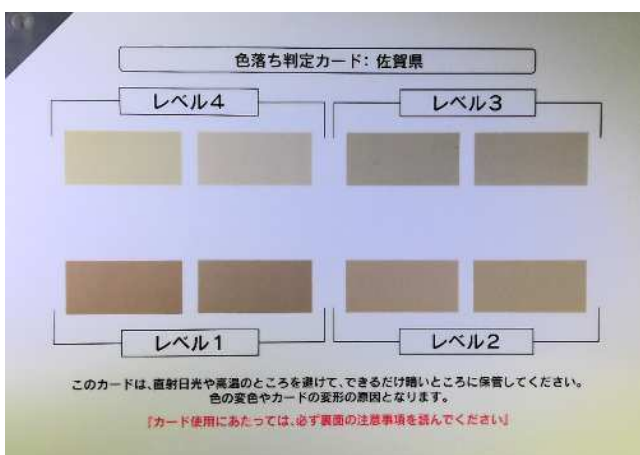 色落ち判定カード: 佐賀県
レベル4
レベル3
レベル1
レベル2
このカードは、直射日光や高温のところを避けて、できるだけ暗いところに保管してください。
色の変色やカードの変形の原因となります。
『カード使用にあたっては、必ず裏面の注意事項を読んでください』